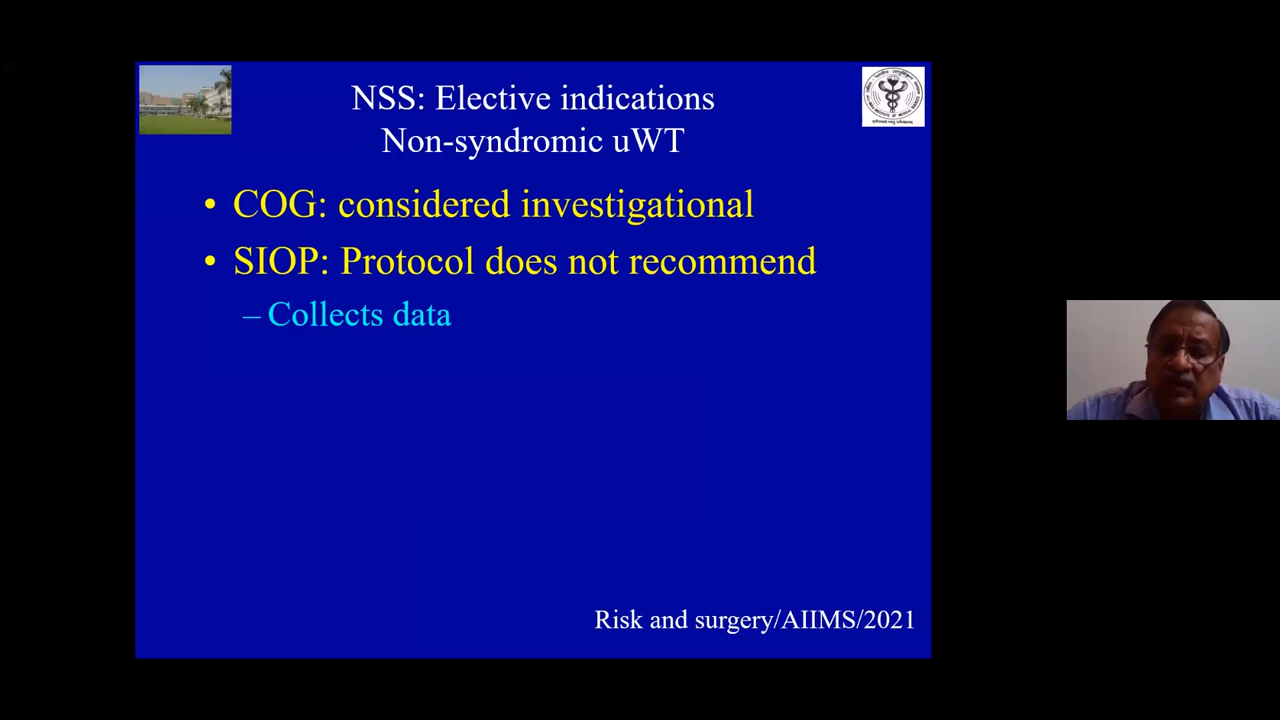 NSS: Elective indications
Non-syndromic uWT
• COG: considered investigational
• SIOP: Protocol does not recommend
– Collects data
Risk and surgery/AIIMS/2021